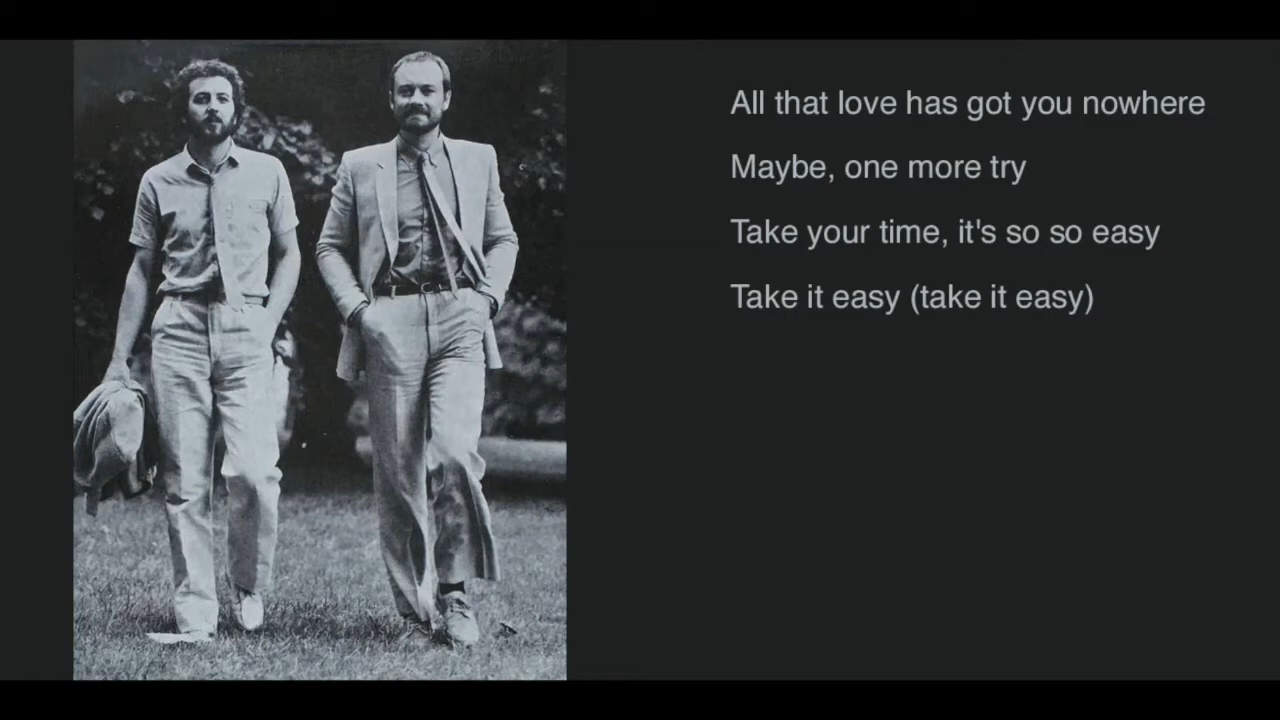 All that love has got you nowhere
Maybe, one more try
Take your time, it's so so easy
Take it easy (take it easy)